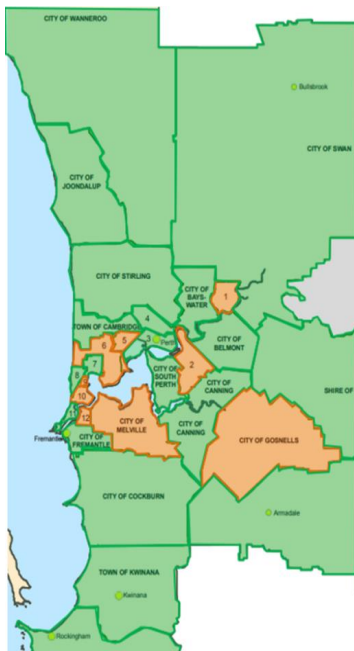 CITY OF WANNEROO
Bullsbrook
CITY OF SWAN
CITY OF
JOONDALUP
CITY OF STIRLING
CITY OF
BAYS-
WATER
1
4
TOWN OF CAMBRIDGE
5
3
Perth
6
CITY OF
BELMONT
7
8
CITY OF
SOUTH
PERTH
2
CITY OF
CANNING
SHIRE OF
10
11
12
CITY OF
MELVILLE
CITY OF
CANNING
CITY OF GOSNELLS
Fremantle
CITY OF
FREMANTLE
CITY OF COCKBURN
Armadale
TOWN OF KWINANA
Kwinana
Rockingham